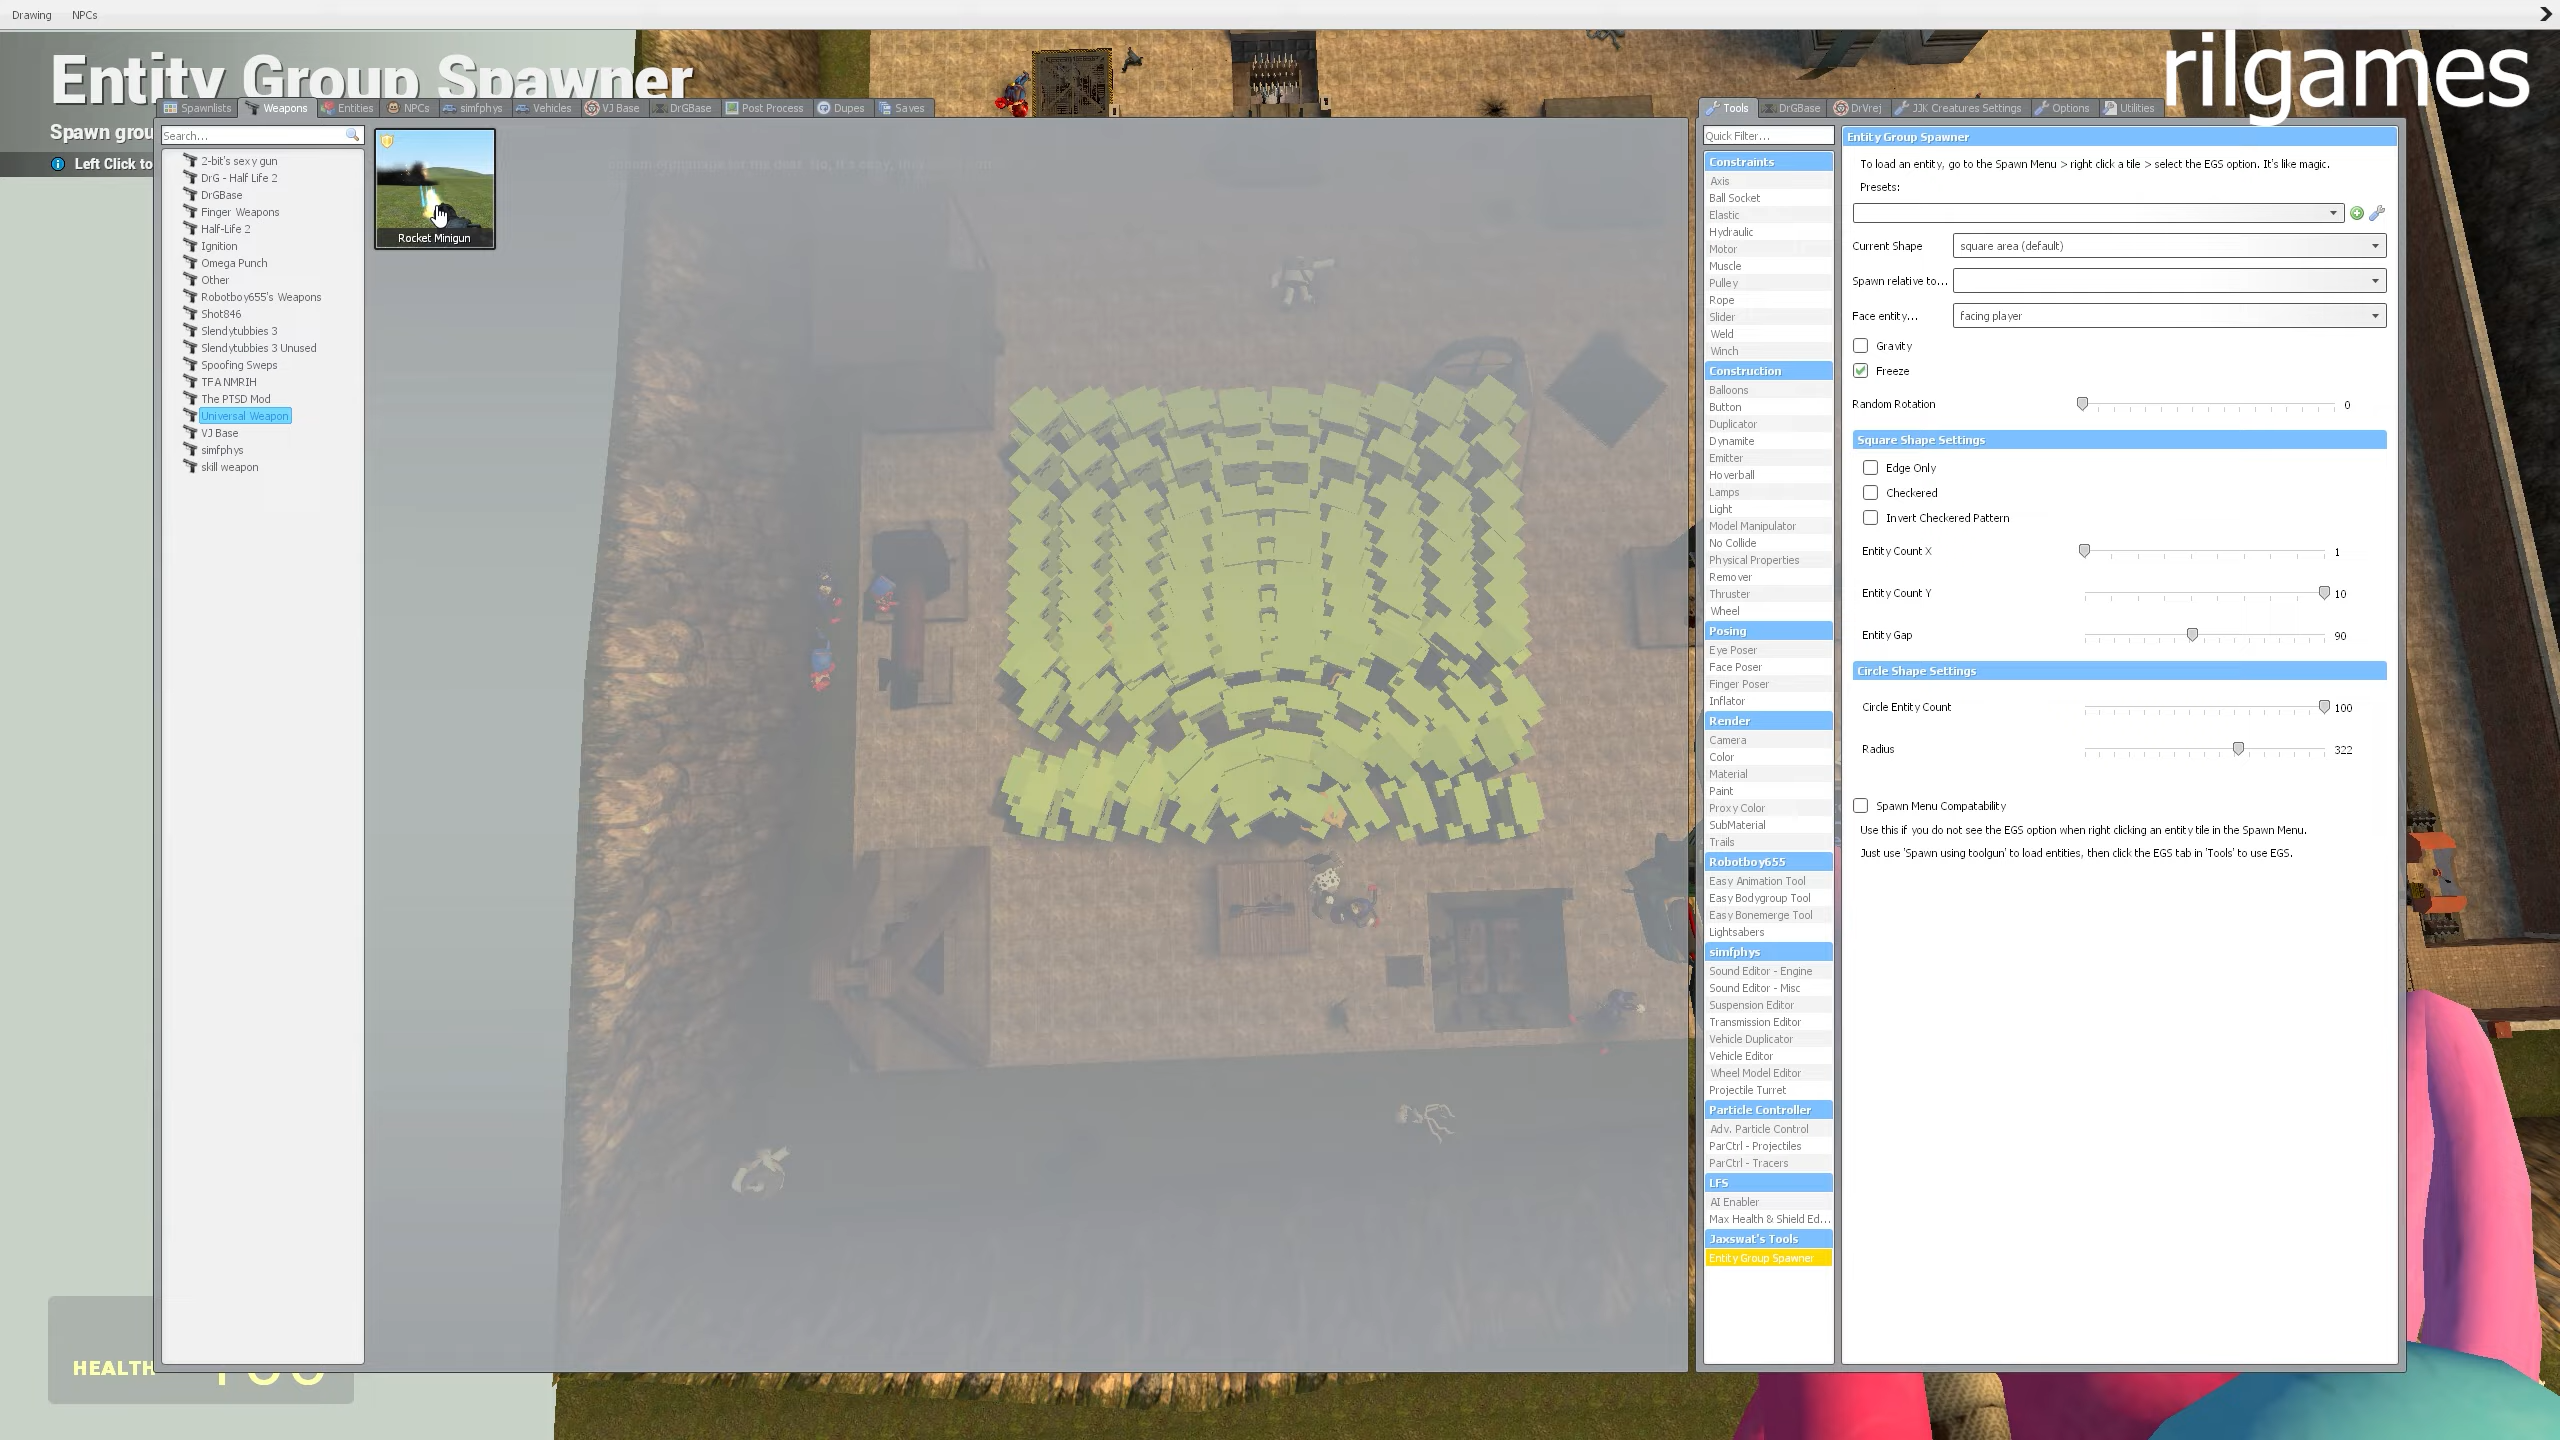 Drawing NPCs
rilgames
Entity Group Spawner
Spawn grou
Left Click to
Spawnlists Weapons Entities NPCs simfphys Vehicles VJ Base DrGBase Post Process Dupes Saves
Search...
2-bit's sexy gun
DrG - Half Life 2
DrGBase
Finger Weapons
Half-Life 2
Ignition
Omega Punch
Other
Robotboy655's Weapons
Shot846
Slendytubbies 3
Slendytubbies 3 Unused
Spoofing Sweps
TFA NMRIH
The PTSD Mod
Universal Weapon
VJ Base
simfphys
skill weapon
Rocket Minigun
HEALTH 100
Tools DrGBase DrVrej JJK Creatures Settings Options Utilities
Quick Filter...
Constraints
Axis
Ball Socket
Elastic
Hydraulic
Motor
Muscle
Pulley
Rope
Slider
Weld
Winch
Construction
Balloons
Button
Duplicator
Dynamite
Emitter
Hoverball
Lamps
Light
Model Manipulator
No Collide
Physical Properties
Remover
Thruster
Wheel
Posing
Eye Poser
Face Poser
Finger Poser
Inflator
Render
Camera
Color
Material
Paint
Proxy Color
SubMaterial
Trails
Robotboy655
Easy Animation Tool
Easy Bodygroup Tool
Easy Bonemerge Tool
Lightsabers
simfphys
Sound Editor - Engine
Sound Editor - Misc
Suspension Editor
Transmission Editor
Vehicle Duplicator
Vehicle Editor
Wheel Model Editor
Projectile Turret
Particle Controller
Adv. Particle Control
ParCtrl - Projectiles
ParCtrl - Tracers
LFS
AI Enabler
Max Health & Shield Ed...
Jaxswat's Tools
Entity Group Spawner
Entity Group Spawner
To load an entity, go to the Spawn Menu > right click a tile > select the EGS option. It's like magic.
Presets:
Current Shape square area (default)
Spawn relative to...
Face entity... facing player
Gravity
Freeze
Random Rotation 0
Square Shape Settings
Edge Only
Checkered
Invert Checkered Pattern
Entity Count X 1
Entity Count Y 10
Entity Gap 90
Circle Shape Settings
Circle Entity Count 100
Radius 322
Spawn Menu Compatability
Use this if you do not see the EGS option when right clicking an entity tile in the Spawn Menu.
Just use 'Spawn using toolgun' to load entities, then click the EGS tab in 'Tools' to use EGS.